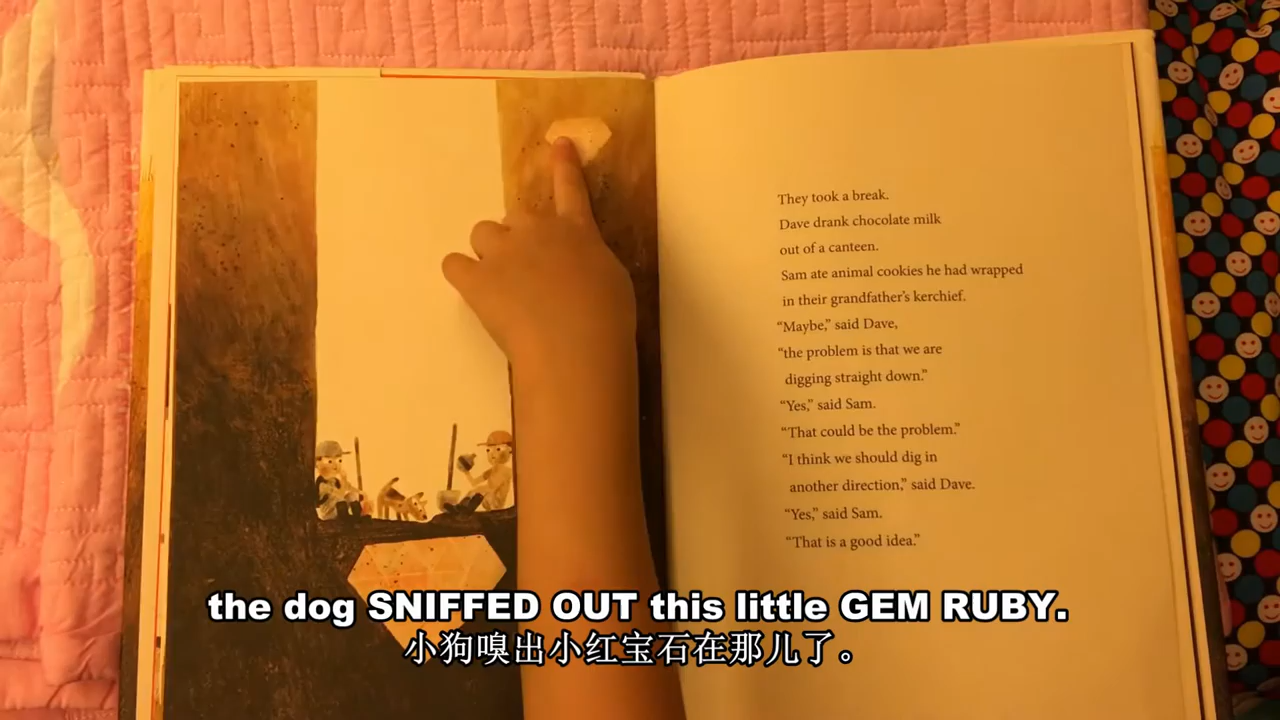 They took a break.
Dave drank chocolate milk
out of a canteen.
Sam ate animal cookies he had wrapped
in their grandfather's kerchief.
“Maybe,” said Dave,
“the problem is that we are
digging straight down.”
“Yes,” said Sam.
“That could be the problem.”
“I think we should dig in
another direction,” said Dave.
“Yes,” said Sam.
“That is a good idea.”
the dog SNIFFED OUT this little GEM RUBY.
小狗嗅出小红宝石在那儿了。